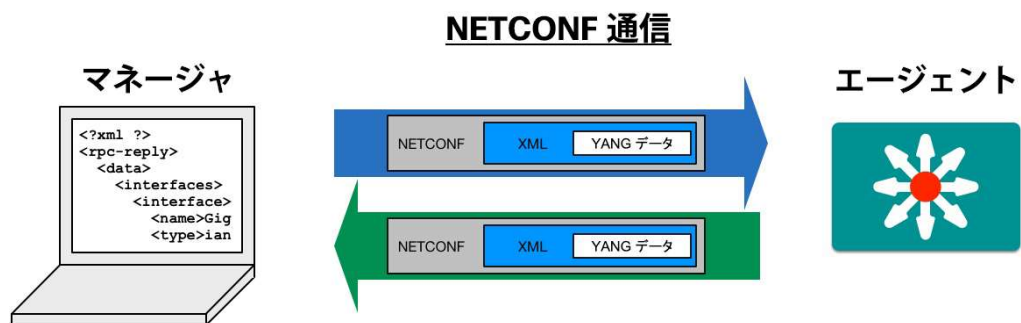 NETCONF 通信
マネージャ
エージェント
<?xml ?>
<rpc-reply>
<data>
<interfaces>
<interface>
<name>Gig
<type>ian
NETCONF XML YANG データ
NETCONF XML YANG データ